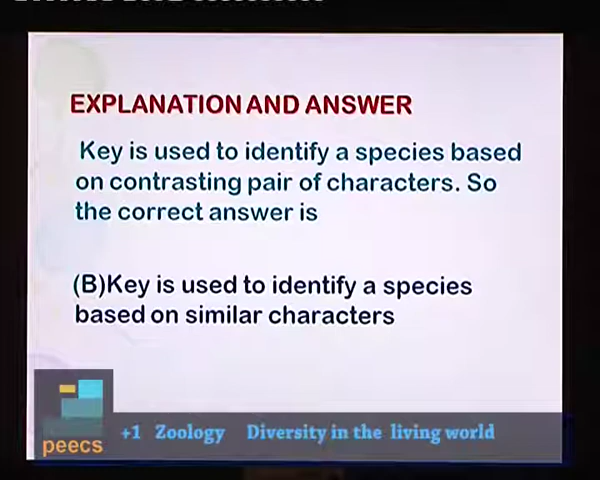 EXPLANATION AND ANSWER
Key is used to identify a species based
on contrasting pair of characters. So
the correct answer is
(B)Key is used to identify a species
based on similar characters
+1 Zoology Diversity in the living world
peecs